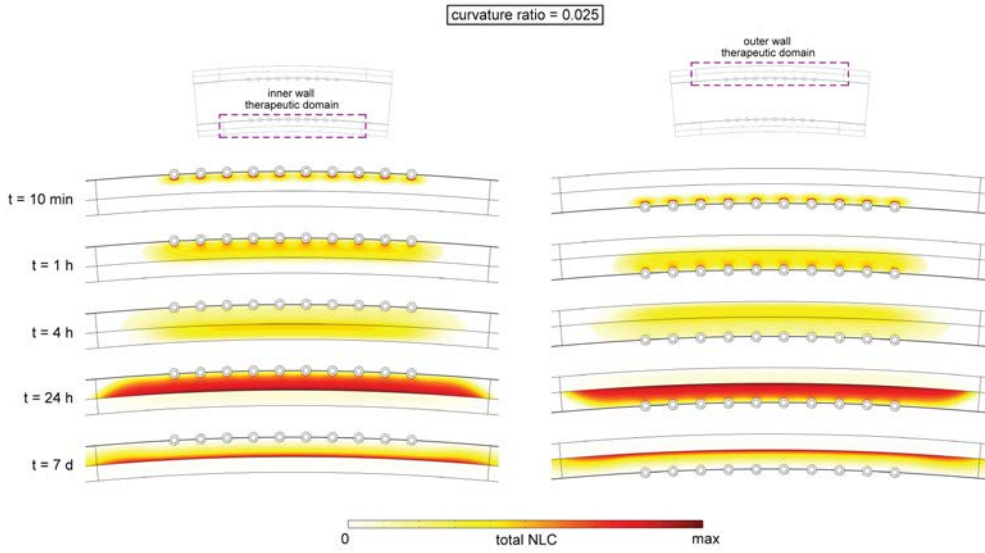 curvature ratio = 0.025
inner wall
therapeutic domain
outer wall
therapeutic domain
t = 10 min
t = 1 h
t = 4 h
t = 24 h
t = 7 d
0
total NLC
max